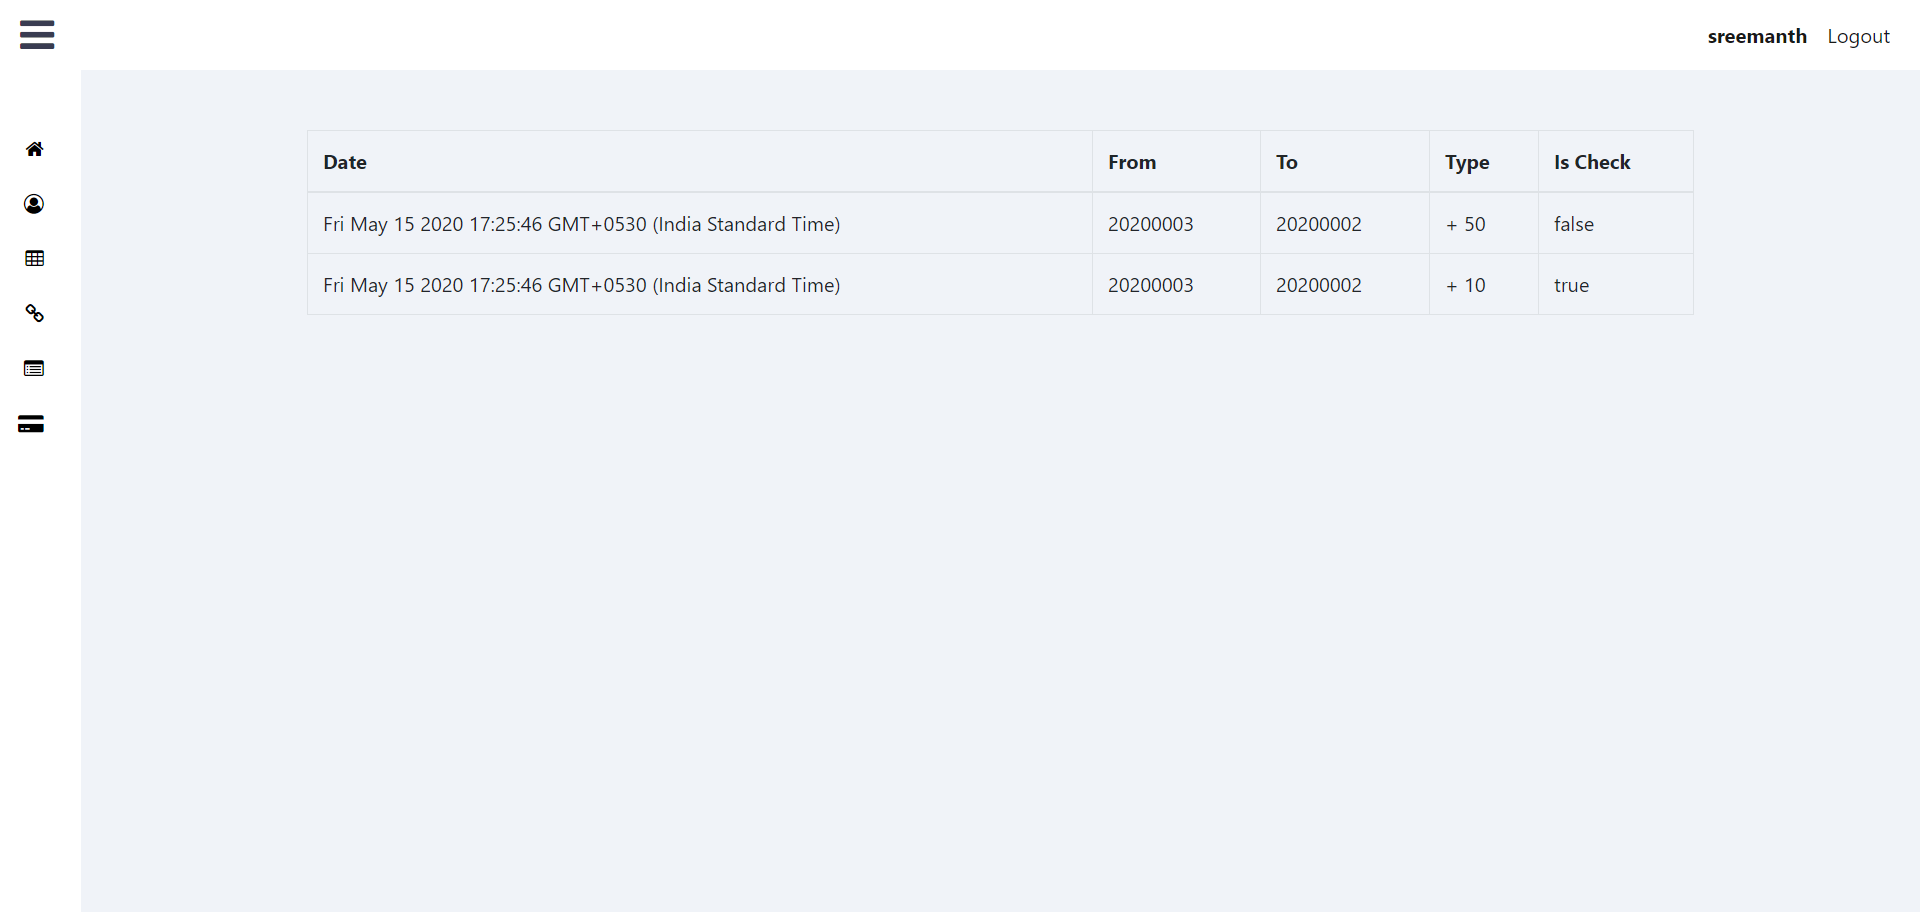 sreemanth Logout
Date From To Type Is Check
Fri May 15 2020 17:25:46 GMT+0530 (India Standard Time) 20200003 20200002 + 50 false
Fri May 15 2020 17:25:46 GMT+0530 (India Standard Time) 20200003 20200002 + 10 true